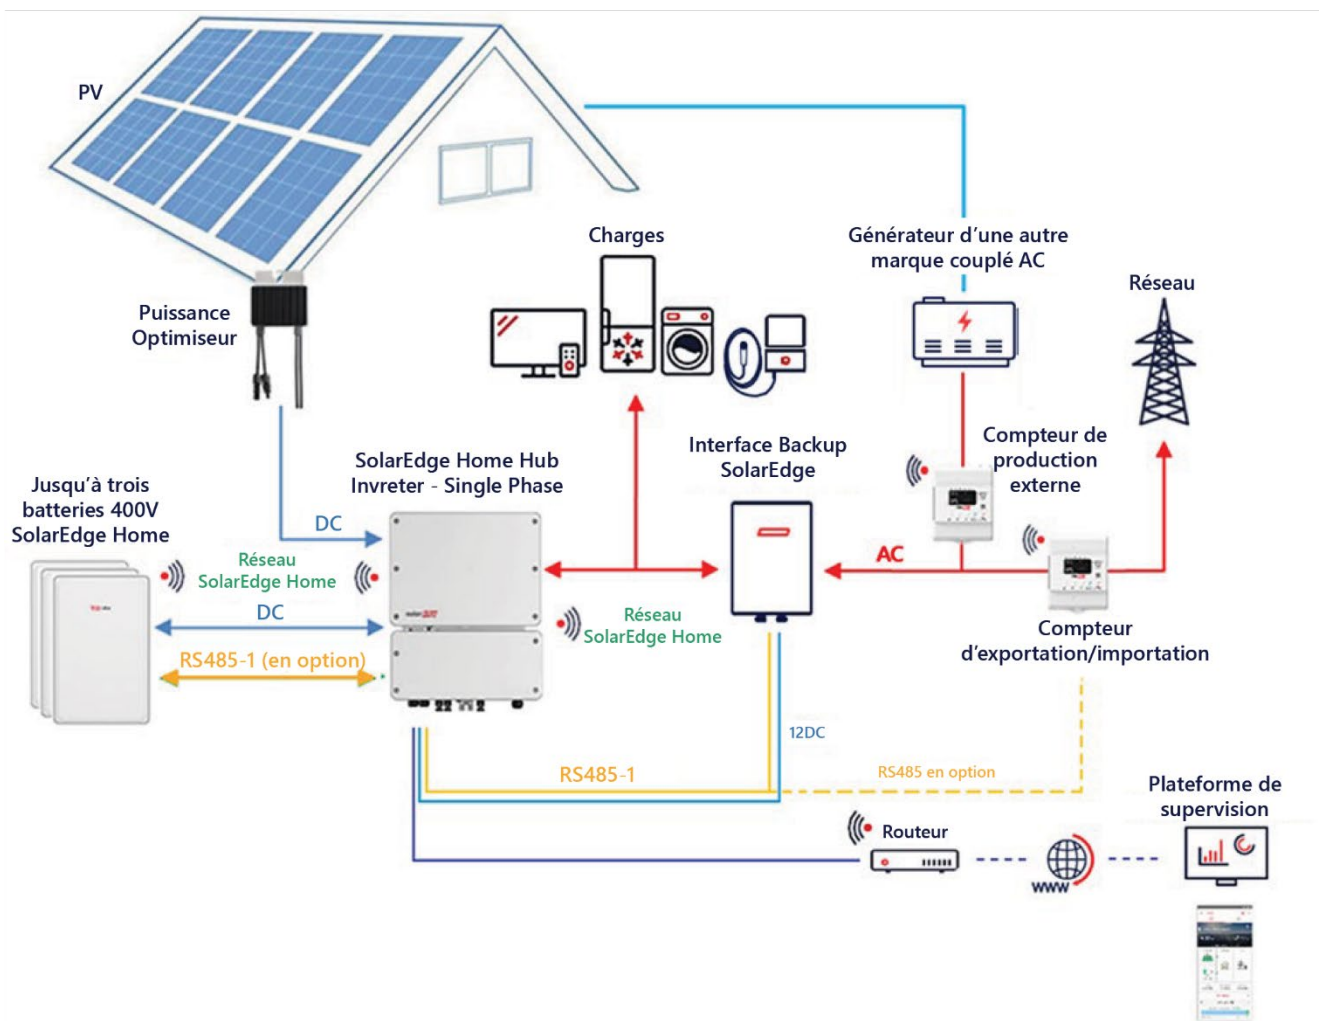 PV
Charges
Générateur d'une autre
marque couplé AC
Réseau
Puissance
Optimiseur
Compteur de
production
externe
Interface Backup
SolarEdge
SolarEdge Home Hub
Invreter - Single Phase
Jusqu'à trois
batteries 400V
SolarEdge Home
DC
Réseau
SolarEdge Home
AC
DC
Réseau
SolarEdge Home
Compteur
d'exportation/importation
RS485-1 (en option)
12DC
RS485-1
RS485 en option
Plateforme de
supervision
Routeur
www